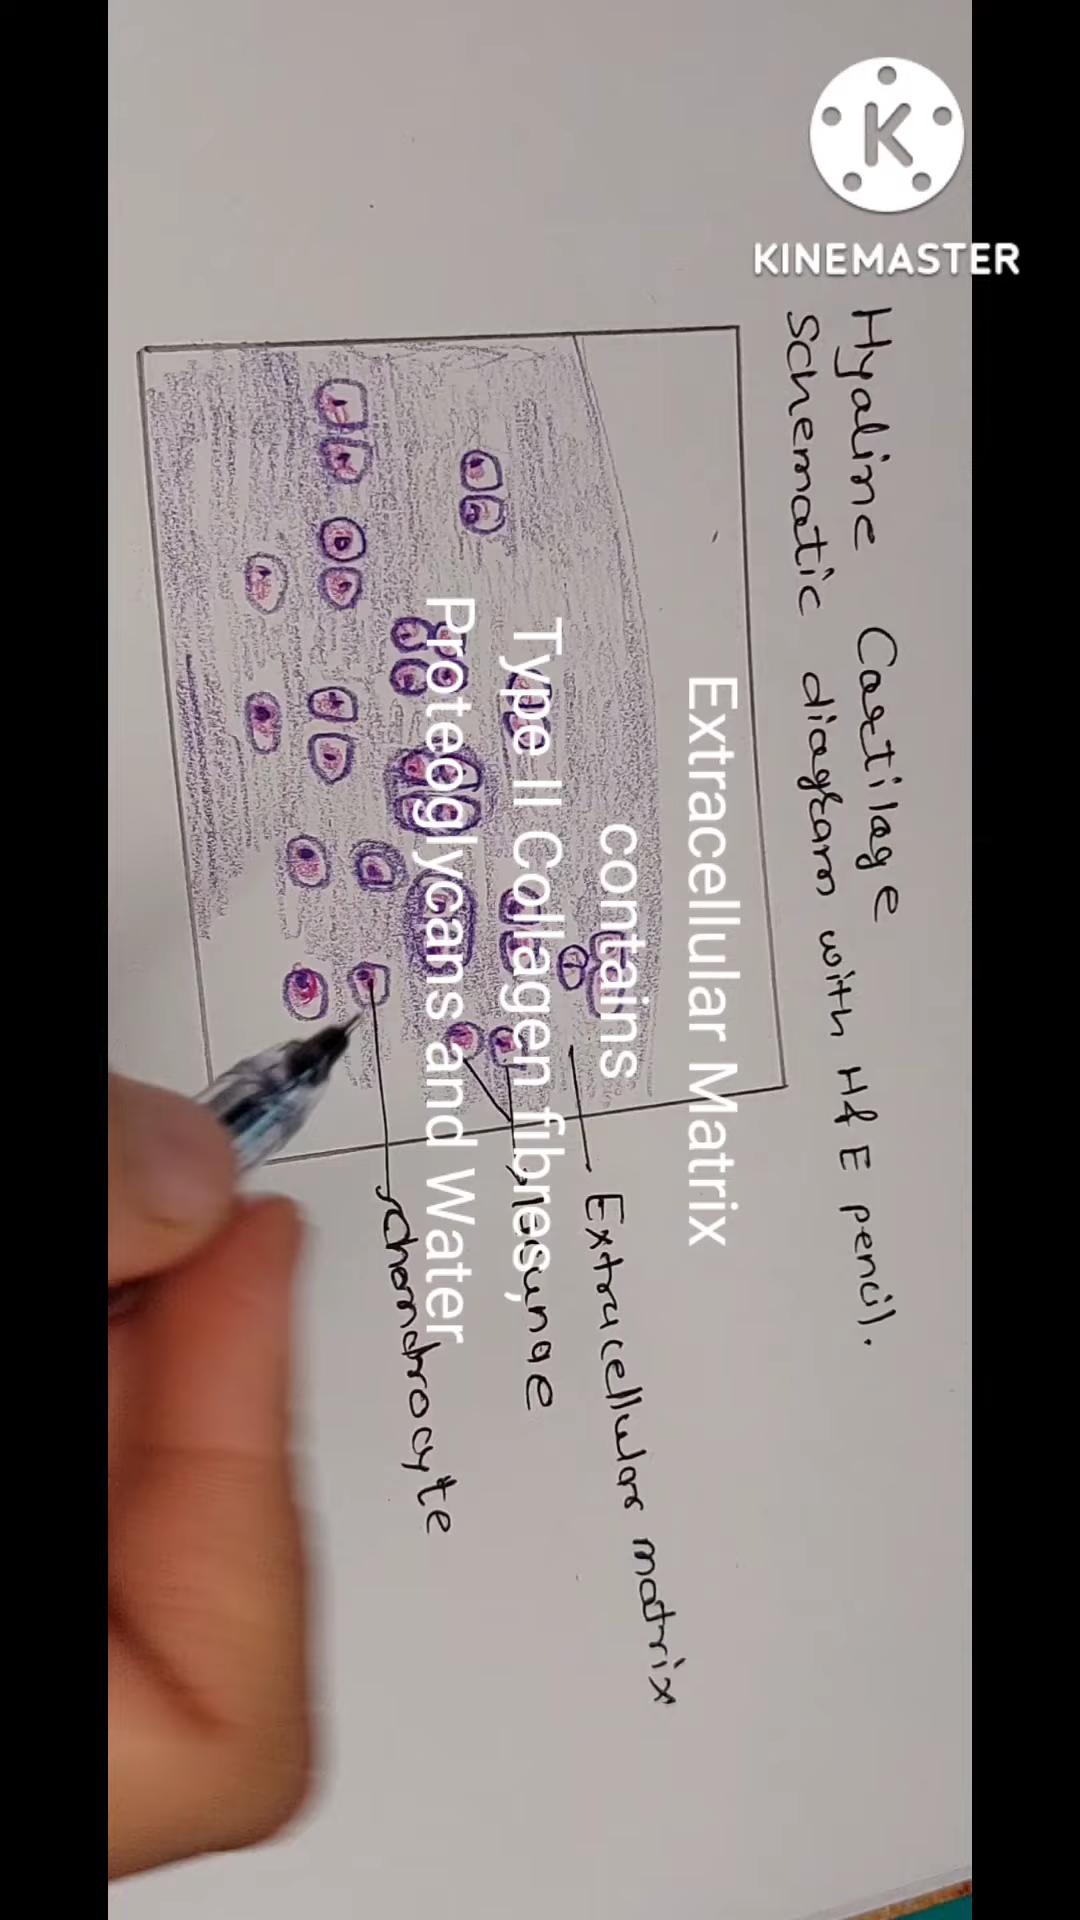 KINEMASTER
Hyaline Cartilage
Schematic diagram with H & E pencil.
Extracellular Matrix
contains
Type II Collagen fibres,
Proteoglycans and Water
Extracellular matrix
chondrocyte